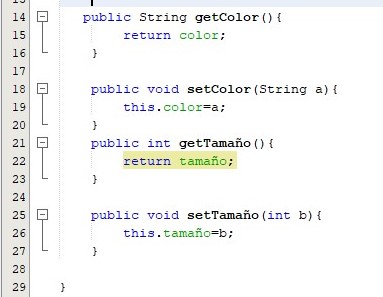 14 public String getColor(){
15 return color;
16 }
17
18 public void setColor(String a){
19 this.color=a;
20 }
21 public int getTamaño(){
22 return tamaño;
23 }
24
25 public void setTamaño(int b){
26 this.tamaño=b;
27 }
28
29 }